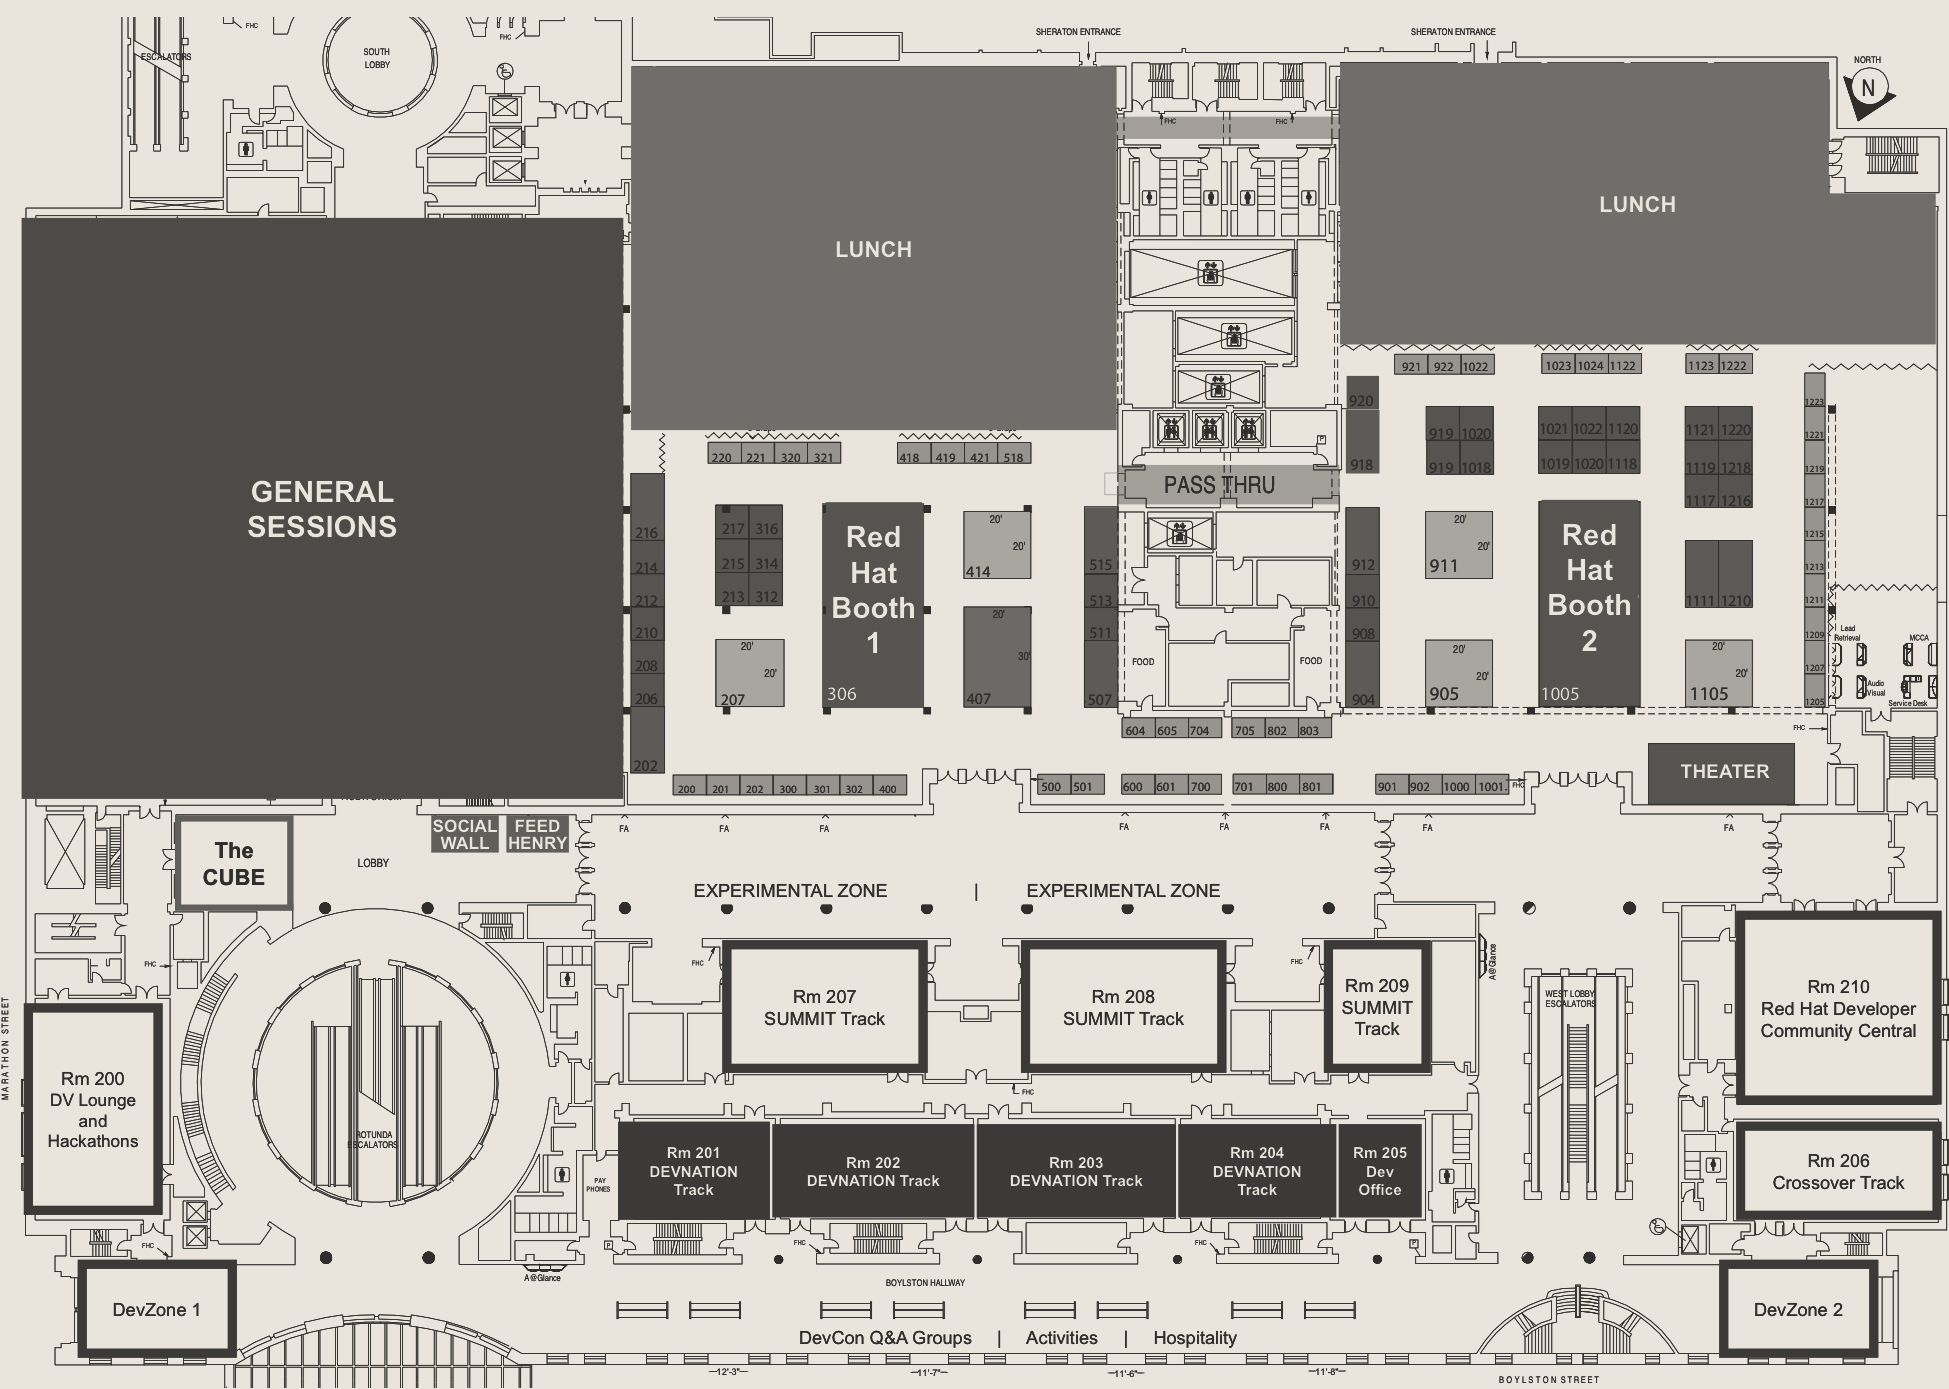 ESCALATORS
FHC
SOUTH
LOBBY
FHC
SHERATON ENTRANCE
SHERATON ENTRANCE
NORTH
N
FHC
FHC
LUNCH
LUNCH
GENERAL
SESSIONS
921 922 1022
1023 1024 1122
1123 1222
920
918
919 1020
919 1018
1021 1022 1120
1019 1020 1118
1121 1220
1119 1218
1117 1216
1223
1221
1219
1217
1215
1213
1211
1209
1207
1205
220 221 320 321
418 419 421 518
P
PASS THRU
216
214
212
210
208
206
202
217 316
215 314
213 312
20'
20'
207
Red
Hat
Booth
1
306
20'
20'
414
20'
30'
407
515
513
511
507
FOOD
FOOD
912
910
908
904
20'
20'
911
20'
20'
905
Red
Hat
Booth
2
1005
1111 1210
20'
20'
1105
Lead
Retrieval
MCCA
Audio
Visual
Service Desk
FHC
604 605 704
705 802 803
THEATER
200 201 202 300 301 302 400
500 501
600 601 700
701 800 801
901 902 1000 1001
FHC
The
CUBE
LOBBY
SOCIAL
WALL
FEED
HENRY
FA
FA
FA
FA
FA
FA
FA
FA
EXPERIMENTAL ZONE | EXPERIMENTAL ZONE
FHC
FHC
FHC
A@Glance
Rm 207
SUMMIT Track
Rm 208
SUMMIT Track
Rm 209
SUMMIT
Track
WEST LOBBY
ESCALATORS
Rm 210
Red Hat Developer
Community Central
MARATHON STREET
Rm 200
DV Lounge
and
Hackathons
ROTUNDA
ESCALATORS
FHC
PAY
PHONES
Rm 201
DEVNATION
Track
Rm 202
DEVNATION Track
Rm 203
DEVNATION Track
Rm 204
DEVNATION
Track
Rm 205
Dev
Office
Rm 206
Crossover Track
FHC
P
FHC
FHC
P
A@Glance
BOYLSTON HALLWAY
DevZone 1
DevZone 2
DevCon Q&A Groups | Activities | Hospitality
12'-3"
11'-7"
11'-6"
11'-8"
BOYLSTON STREET